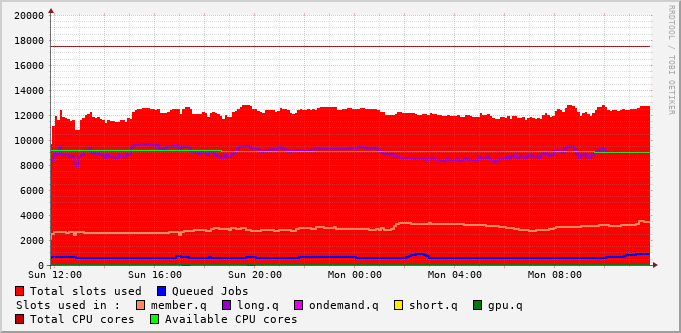 20000
18000
16000
14000
12000
10000
8000
6000
4000
2000
0
Sun 12:00 Sun 16:00 Sun 20:00 Mon 00:00 Mon 04:00 Mon 08:00
RRDTOOL / TOBI OETIKER
Total slots used Queued Jobs
Slots used in : member.q long.q ondemand.q short.q gpu.q
Total CPU cores Available CPU cores